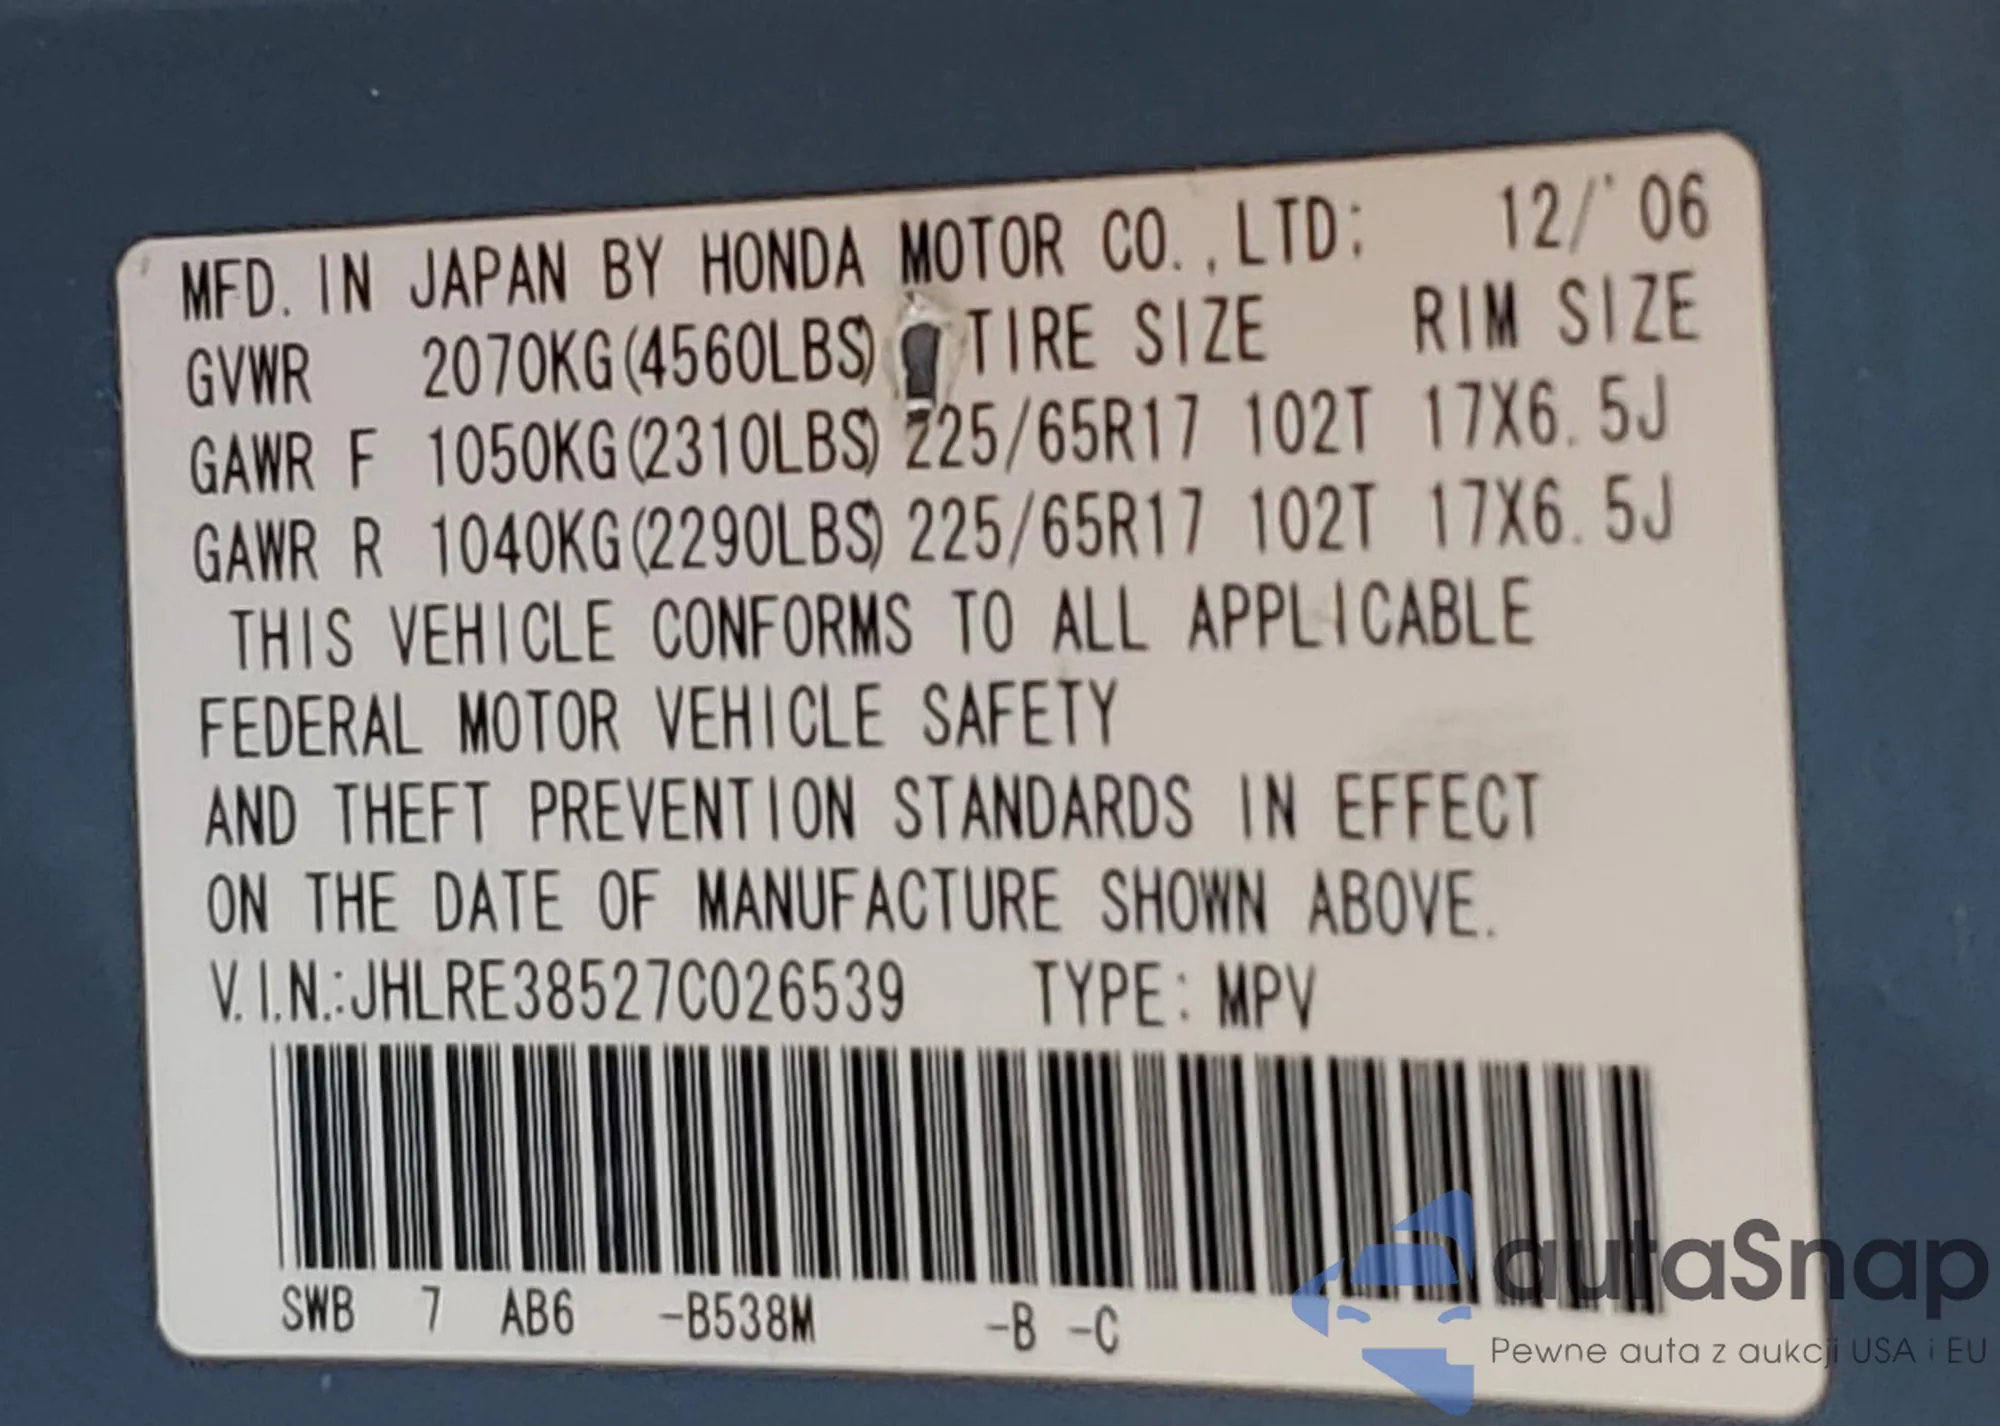 MFD. IN JAPAN BY HONDA MOTOR CO.,LTD: 12/'06
GVWR 2070KG(4560LBS) TIRE SIZE RIM SIZE
GAWR F 1050KG(2310LBS) 225/65R17 102T 17X6.5J
GAWR R 1040KG(2290LBS) 225/65R17 102T 17X6.5J
THIS VEHICLE CONFORMS TO ALL APPLICABLE
FEDERAL MOTOR VEHICLE SAFETY
AND THEFT PREVENTION STANDARDS IN EFFECT
ON THE DATE OF MANUFACTURE SHOWN ABOVE.
V.I.N.:JHLRE38527C026539 TYPE: MPV
SWB 7 AB6 -B538M -B -C
autaSnap
Pewne auta z aukcji USA i EU